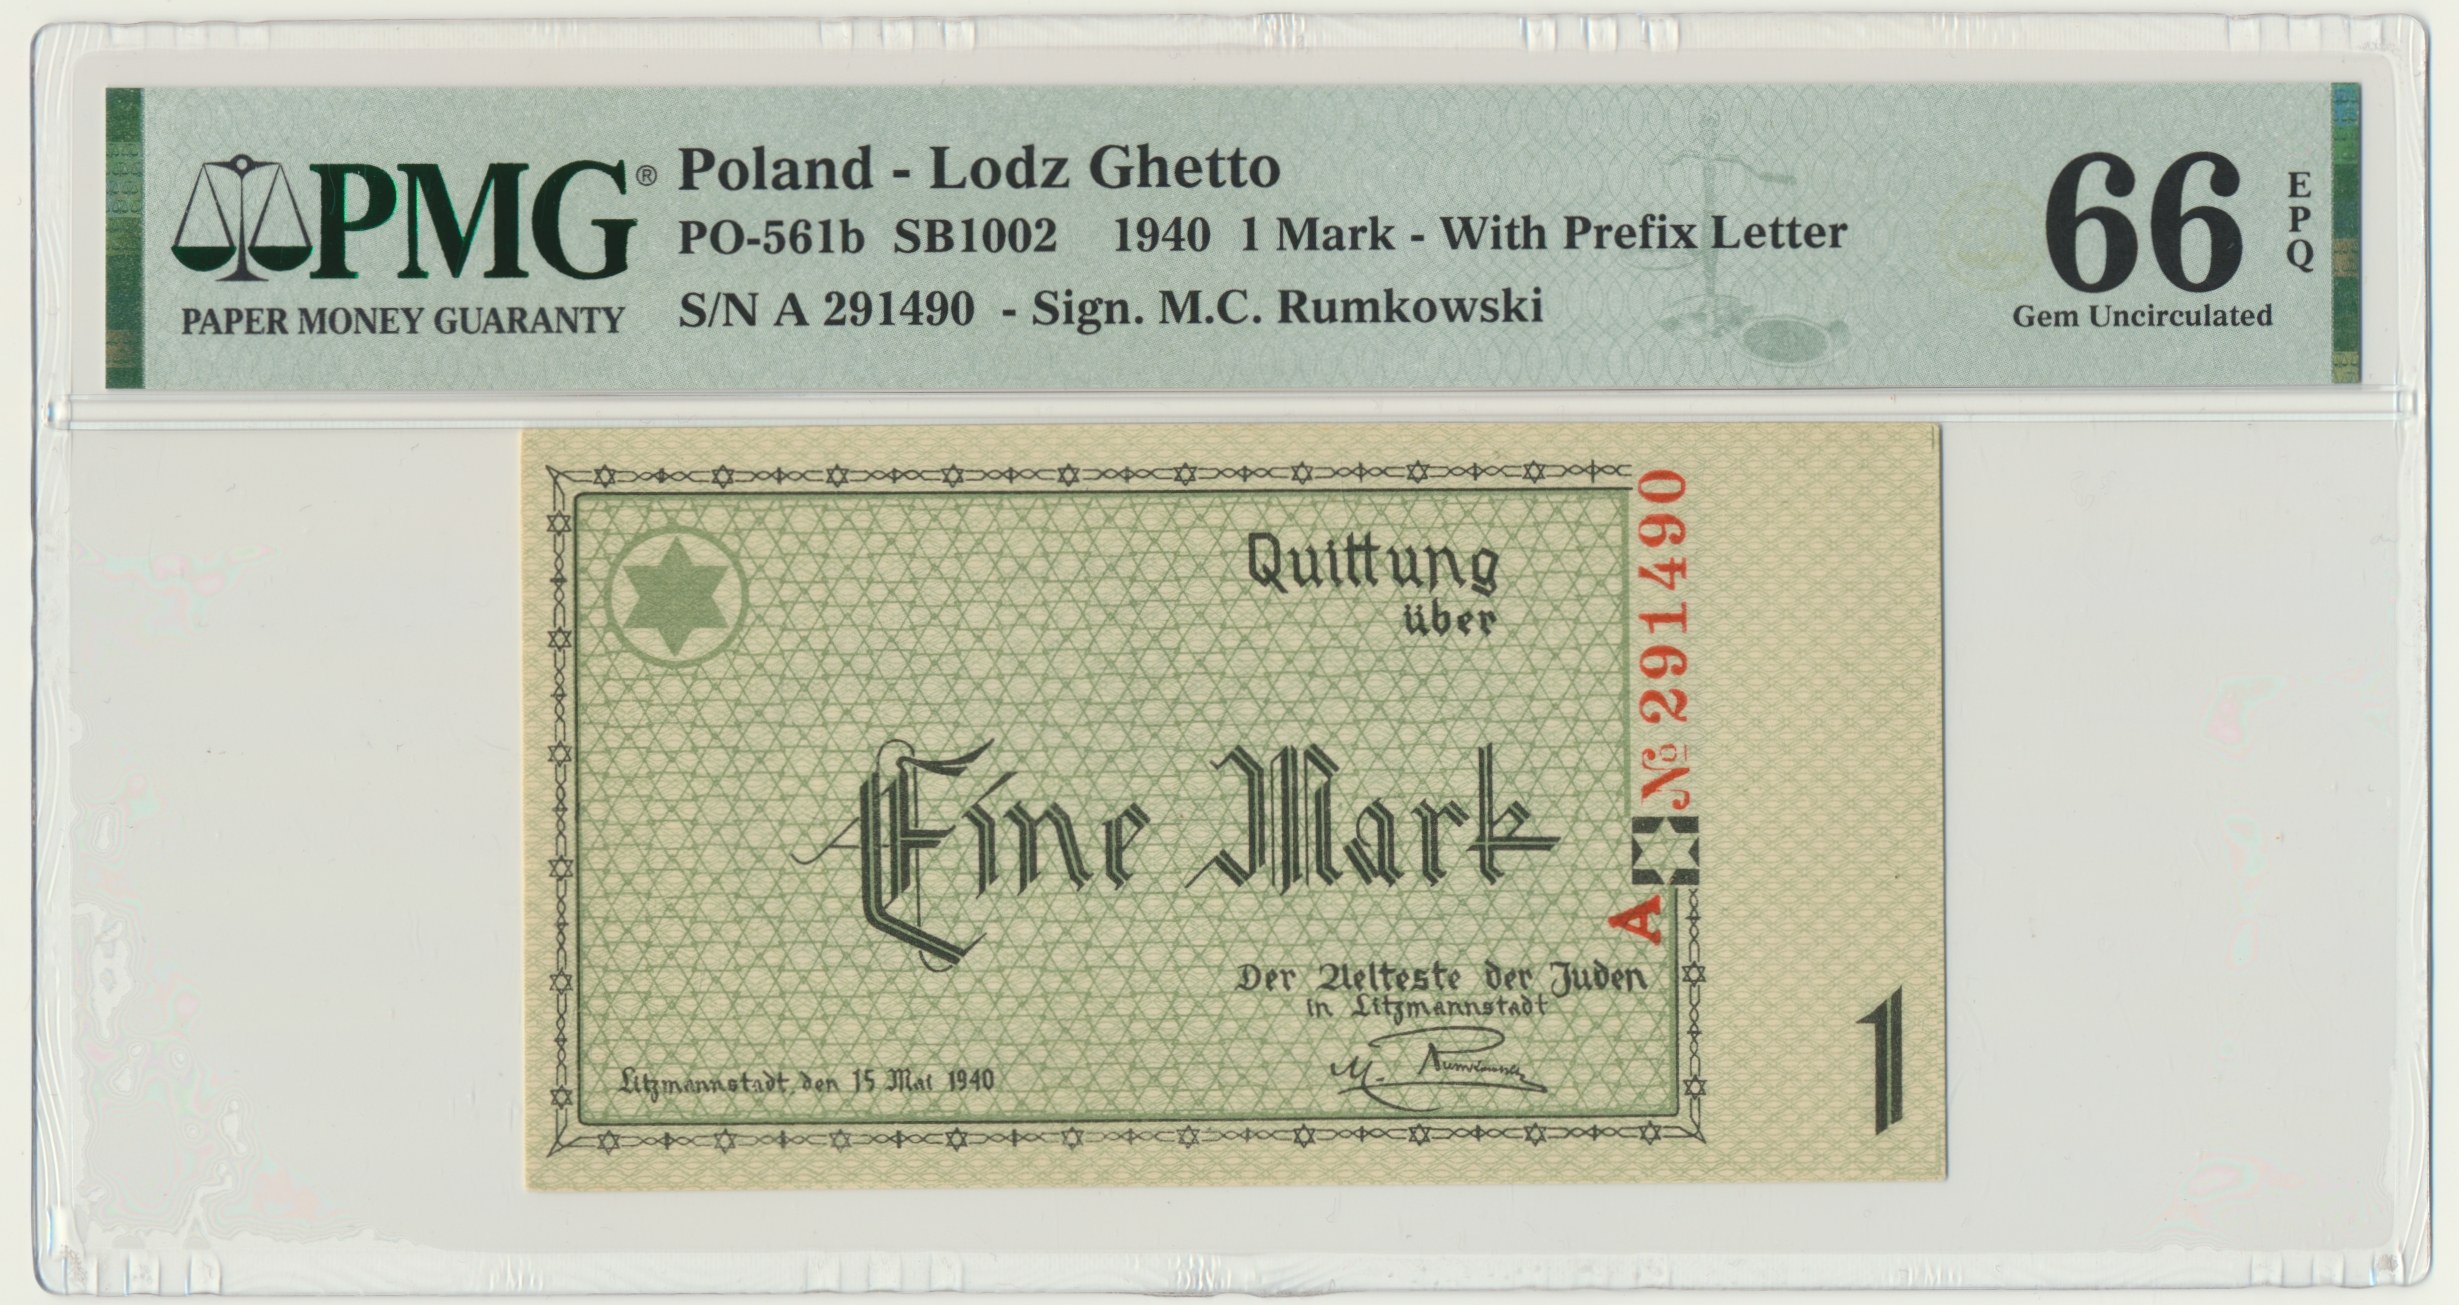 PMG®
PAPER MONEY GUARANTY
Poland - Lodz Ghetto
PO-561b SB1002 1940 1 Mark - With Prefix Letter
S/N A 291490 - Sign. M.C. Rumkowski
66
EPQ
Gem Uncirculated
Quittung
über
Eine Mark
A № 291490
Der Aelteste der Juden
in Litzmannstadt
M. Rumkowski
Litzmannstadt, den 15 Mai 1940
1